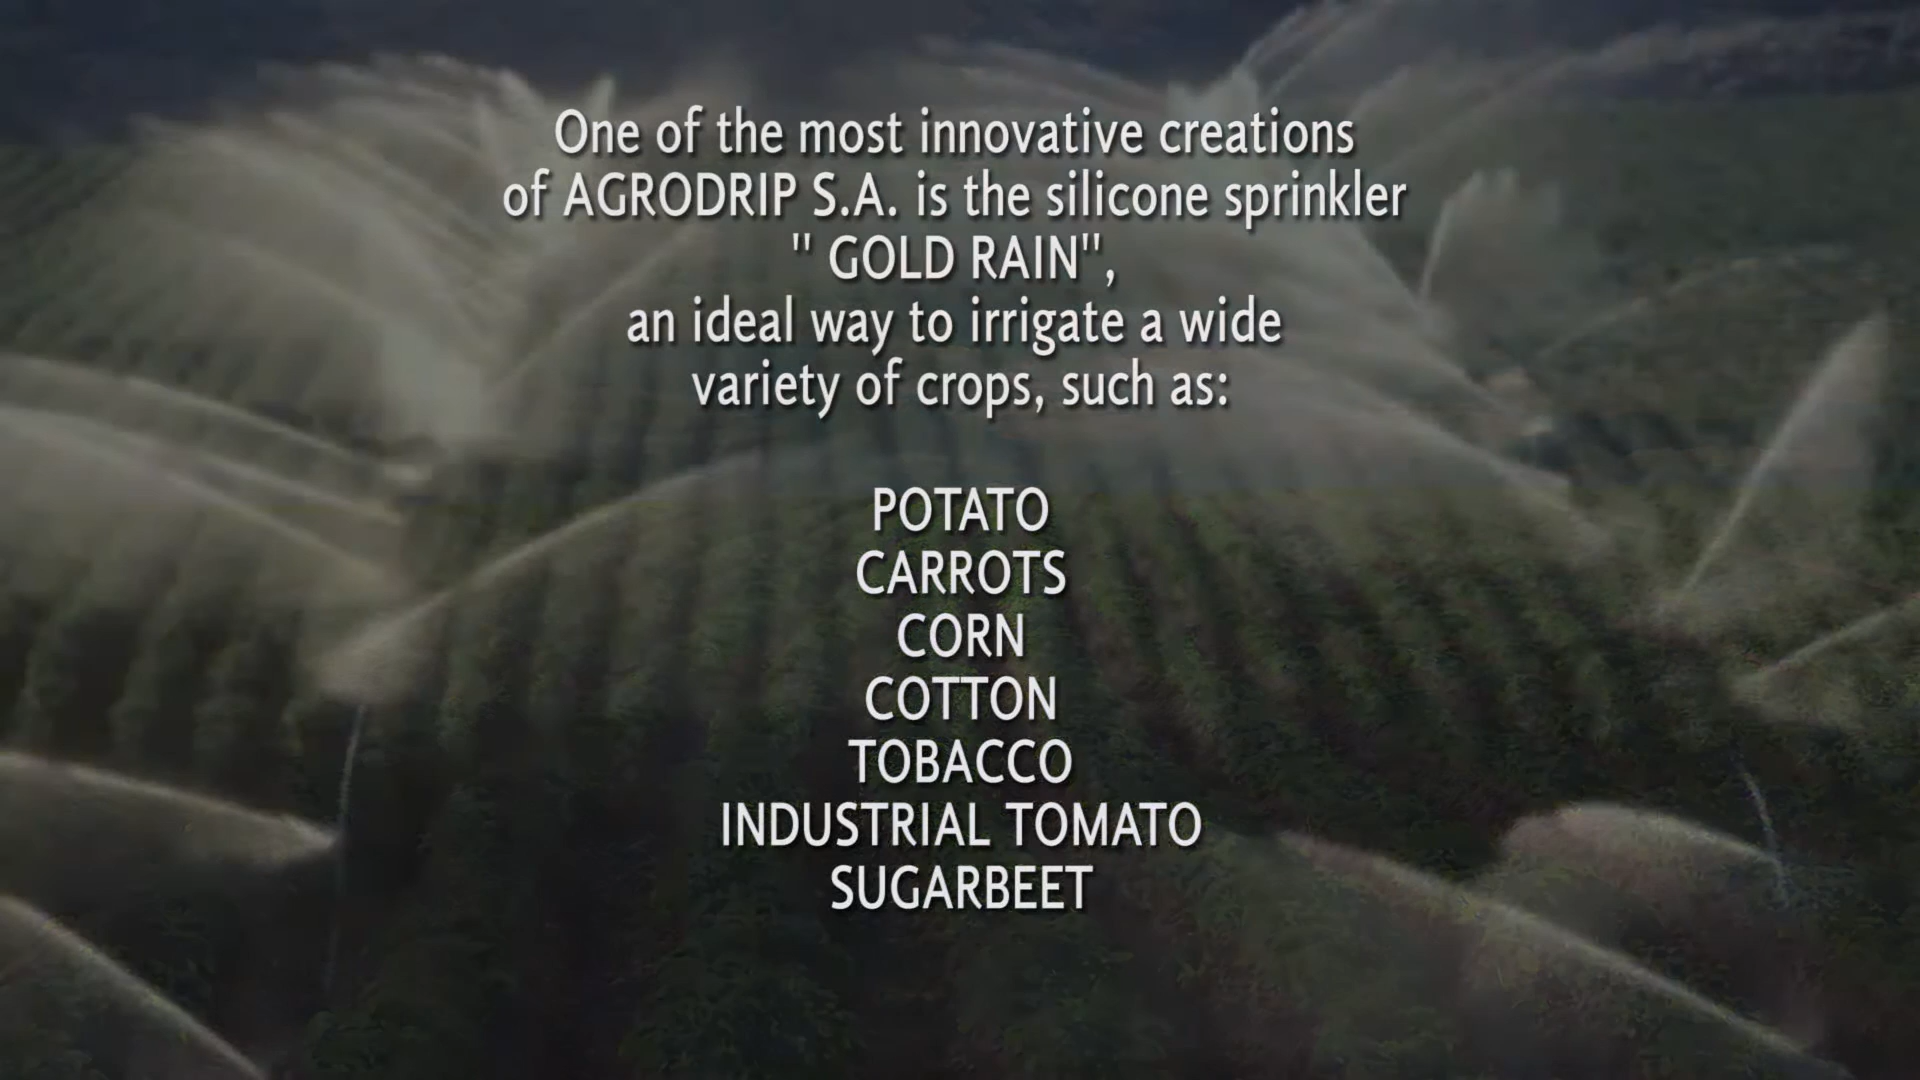 One of the most innovative creations
of AGRODRIP S.A. is the silicone sprinkler
" GOLD RAIN",
an ideal way to irrigate a wide
variety of crops, such as:
POTATO
CARROTS
CORN
COTTON
TOBACCO
INDUSTRIAL TOMATO
SUGARBEET